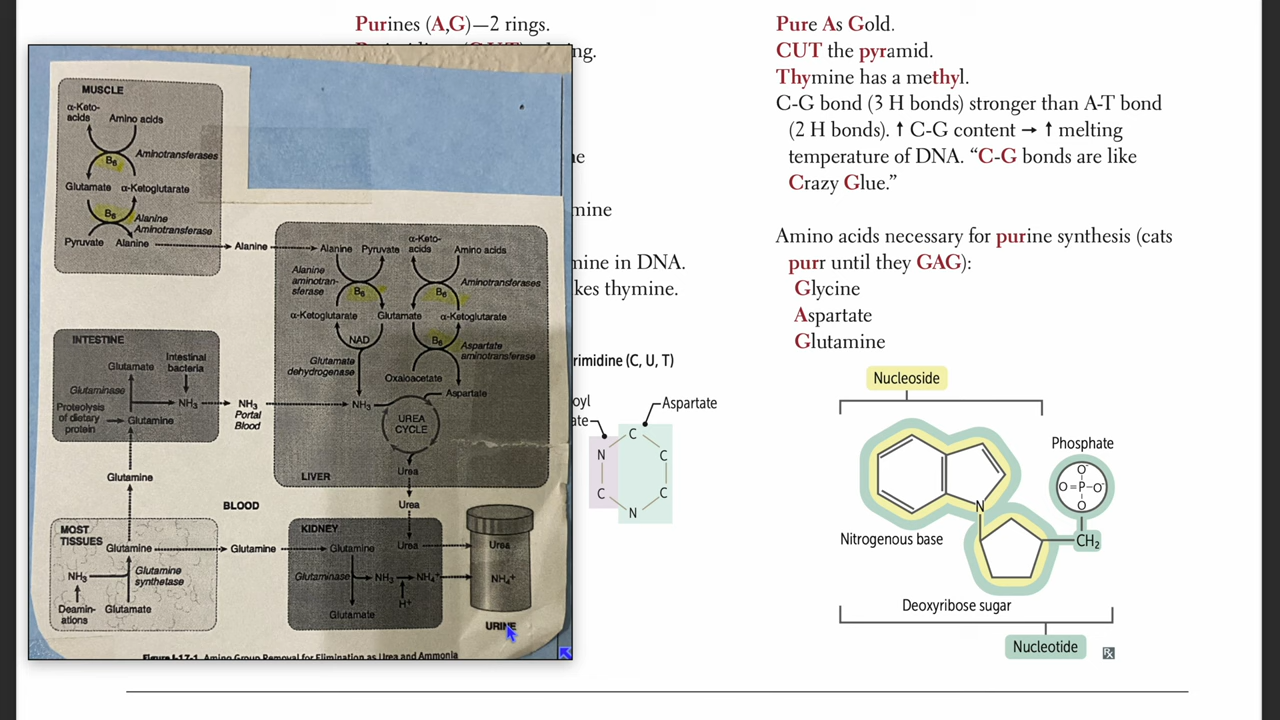 Purines (A,G)—2 rings.
ing.
mine
mine in DNA.
kes thymine.
rimidine (C, U, T)
oyl
ate
Aspartate
N
C
C
C
C
N
Pure As Gold.
CUT the pyramid.
Thymine has a methyl.
C-G bond (3 H bonds) stronger than A-T bond
(2 H bonds). ↑ C-G content → ↑ melting
temperature of DNA. “C-G bonds are like
Crazy Glue.”
Amino acids necessary for purine synthesis (cats
purr until they GAG):
Glycine
Aspartate
Glutamine
Nucleoside
Phosphate
O⁻
O=P–O⁻
O
N
CH₂
Nitrogenous base
Deoxyribose sugar
Nucleotide
Rx
MUSCLE
α-Keto-
acids
Amino acids
B₆
Aminotransferases
Glutamate α-Ketoglutarate
B₆
Alanine
Aminotransferase
Pyruvate Alanine
Alanine
Alanine Pyruvate
α-Keto-
acids
Amino acids
Alanine
aminotran-
sferase
B₆
B₆
Aminotransferases
α-Ketoglutarate Glutamate α-Ketoglutarate
NAD
B₆
Aspartate
aminotransferase
Glutamate
dehydrogenase
Oxaloacetate
Aspartate
NH₃
UREA
CYCLE
Urea
LIVER
INTESTINE
Glutamate
Intestinal
bacteria
Glutaminase
NH₃
NH₃
Portal
Blood
Proteolysis
of dietary
protein
Glutamine
Glutamine
BLOOD
Urea
MOST
TISSUES
Glutamine
Glutamine
NH₃
Glutamine
synthetase
Deamin-
ations
Glutamate
KIDNEY
Glutamine
Urea
Urea
Glutaminase
NH₃
NH₄⁺
NH₄⁺
H⁺
Glutamate
URINE
Figure I-17-1. Amino Group Removal for Elimination as Urea and Ammonia